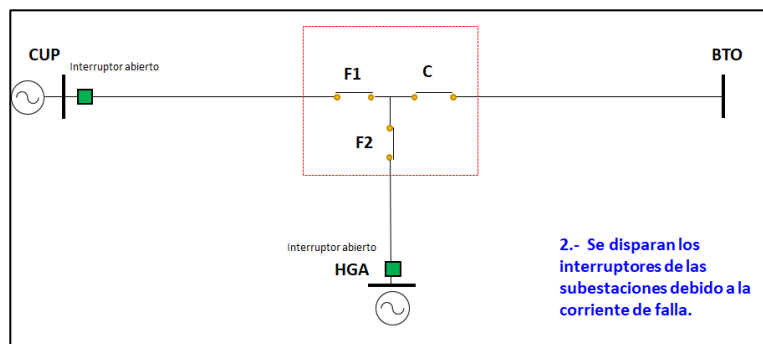 CUP
Interruptor abierto
F1
C
BTO
F2
Interruptor abierto
HGA
2.- Se disparan los
interruptores de las
subestaciones debido a la
corriente de falla.